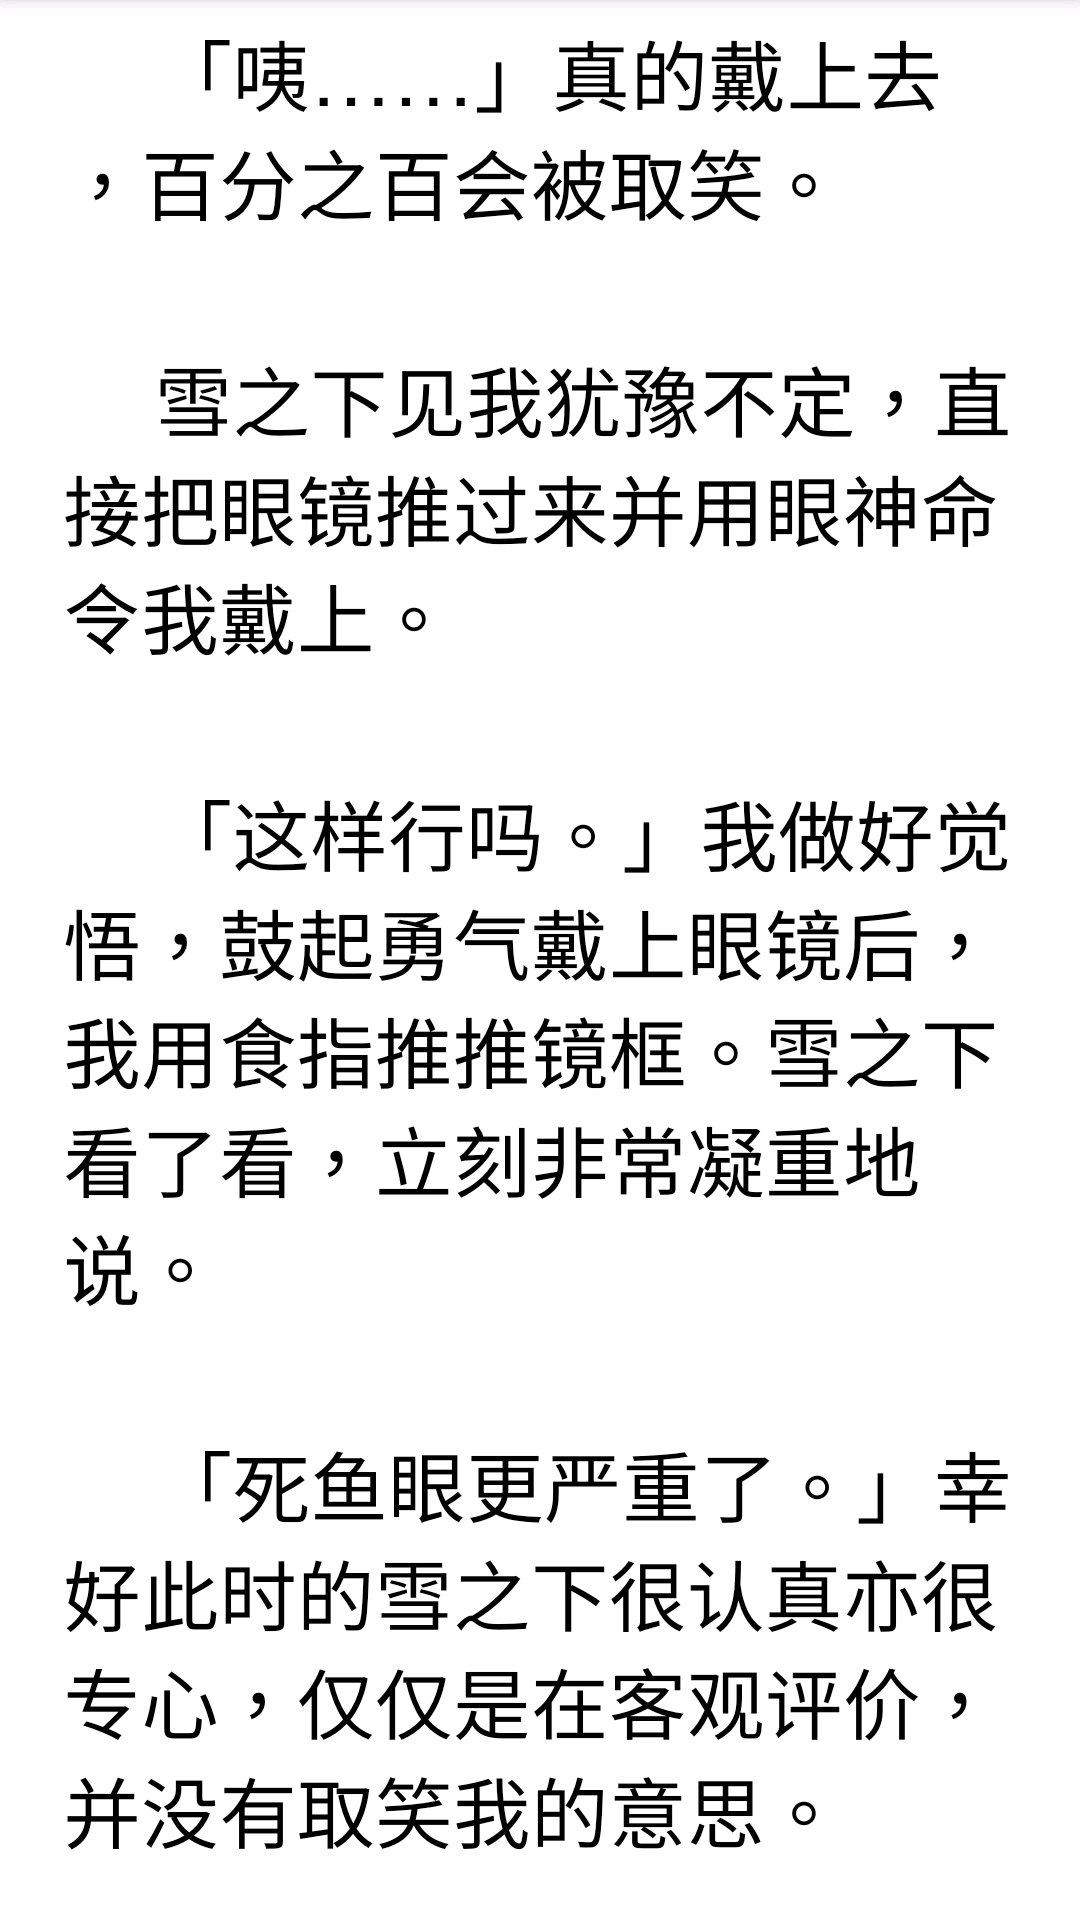 「咦……」真的戴上去
，百分之百会被取笑。
雪之下见我犹豫不定，直
接把眼镜推过来并用眼神命
令我戴上。
「这样行吗。」我做好觉
悟，鼓起勇气戴上眼镜后，
我用食指推推镜框。雪之下
看了看，立刻非常凝重地
说。
「死鱼眼更严重了。」幸
好此时的雪之下很认真亦很
专心，仅仅是在客观评价，
并没有取笑我的意思。